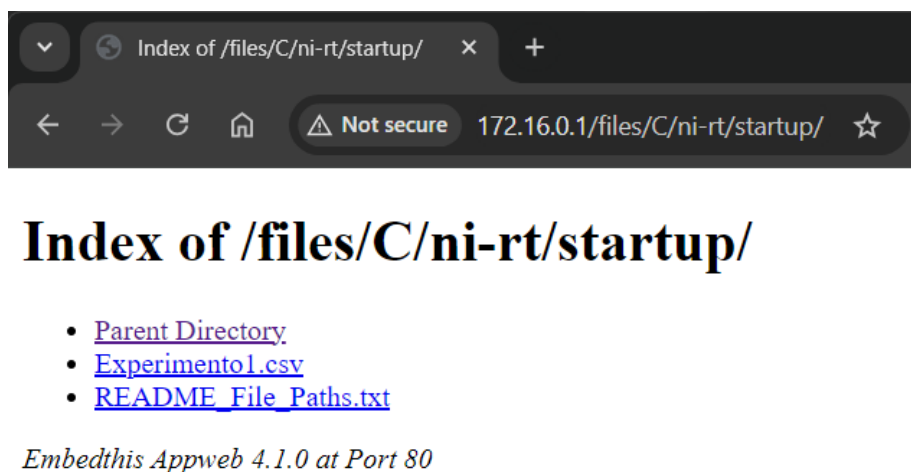 Index of /files/C/ni-rt/startup/
Not secure 172.16.0.1/files/C/ni-rt/startup/
Index of /files/C/ni-rt/startup/
Parent Directory
Experimento1.csv
README_File_Paths.txt
Embedthis Appweb 4.1.0 at Port 80